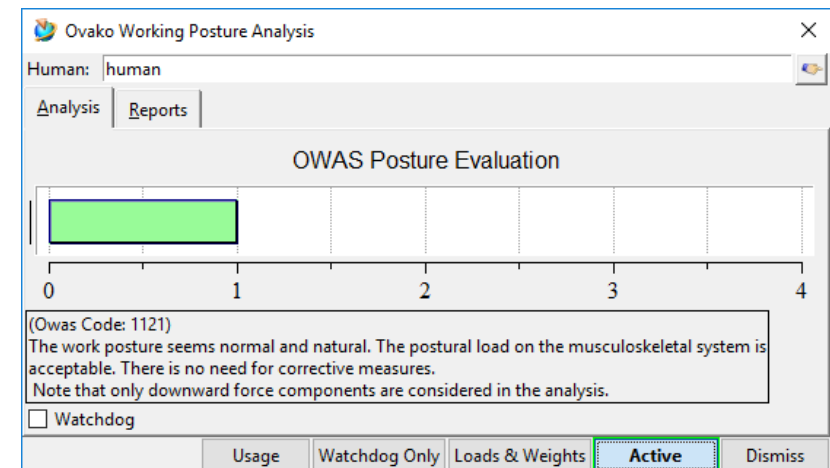 Ovako Working Posture Analysis
Human: human
Analysis Reports
OWAS Posture Evaluation
0 1 2 3 4
(Owas Code: 1121)
The work posture seems normal and natural. The postural load on the musculoskeletal system is
acceptable. There is no need for corrective measures.
Note that only downward force components are considered in the analysis.
Watchdog
Usage Watchdog Only Loads & Weights Active Dismiss